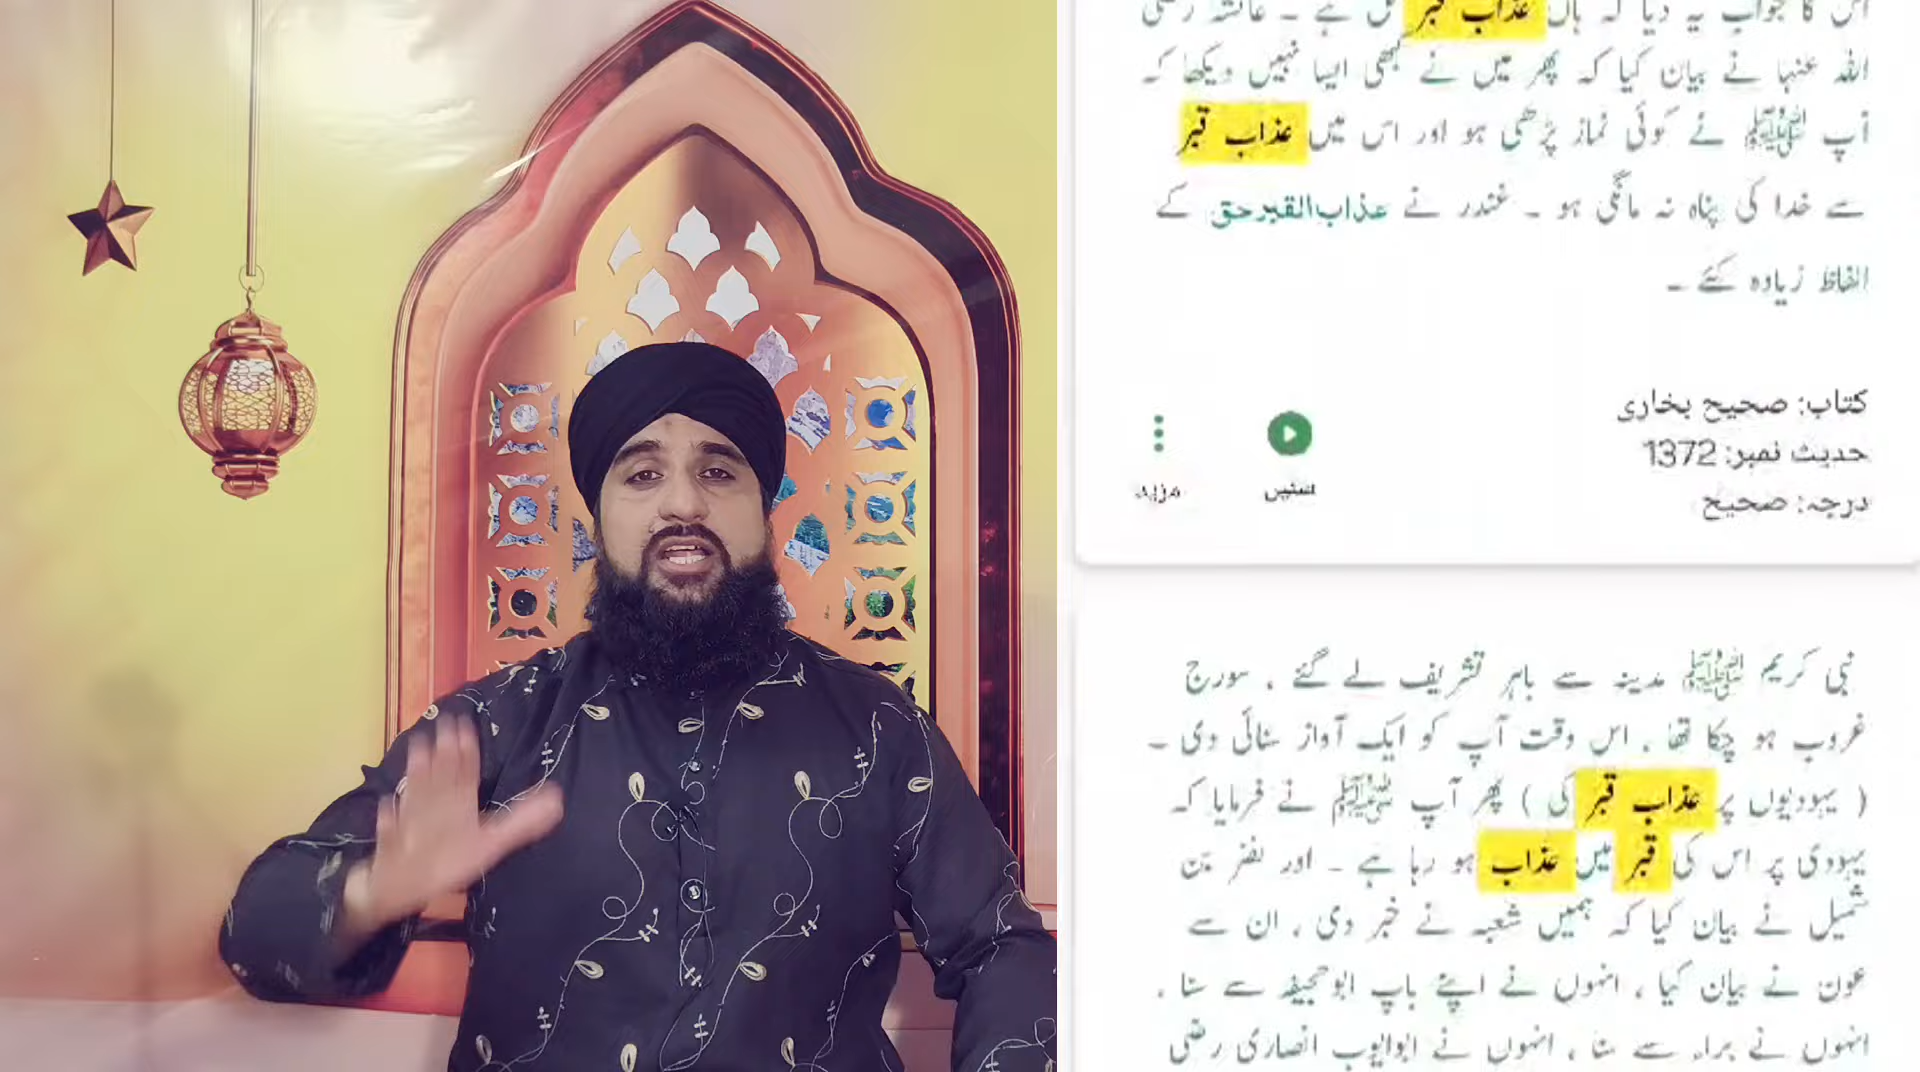 اس کا جواب یہ دیا کہ ہاں عذاب قبر حق ہے ۔ عائشہ رضی
اللہ عنہا نے بیان کیا کہ پھر میں نے کبھی ایسا نہیں دیکھا کہ
آپ ﷺ نے کوئی نماز پڑھی ہو اور اس میں عذاب قبر
سے خدا کی پناہ نہ مانگی ہو ۔ غندر نے عذاب‌القبر‌حق کے
الفاظ زیادہ کئے ۔
کتاب: صحیح بخاری
حدیث نمبر: 1372
درجہ: صحیح
سنیں
مزید
نبی کریم ﷺ مدینہ سے باہر تشریف لے گئے ، سورج
غروب ہو چکا تھا ، اس وقت آپ کو ایک آواز سنائی دی ۔
( یہودیوں پر عذاب قبر کی ) پھر آپ ﷺ نے فرمایا کہ
یہودی پر اس کی قبر میں عذاب ہو رہا ہے ۔ اور نضر بن
شمیل نے بیان کیا کہ ہمیں شعبہ نے خبر دی ، ان سے
عون نے بیان کیا ، انہوں نے اپنے باپ ابوحجیفہ سے سنا ،
انہوں نے براء سے سنا ، انہوں نے ابوایوب انصاری رضی